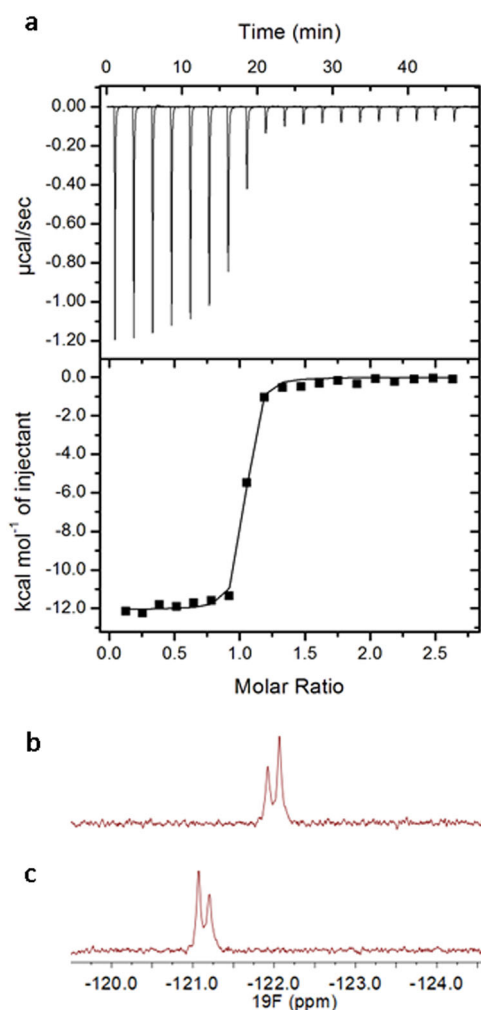 a
Time (min)
0 10 20 30 40
0.00
-0.20
-0.40
-0.60
-0.80
-1.00
-1.20
µcal/sec
0.0
-2.0
-4.0
-6.0
-8.0
-10.0
-12.0
kcal mol⁻¹ of injectant
0.0 0.5 1.0 1.5 2.0 2.5
Molar Ratio
b
c
-120.0 -121.0 -122.0 -123.0 -124.0
19F (ppm)